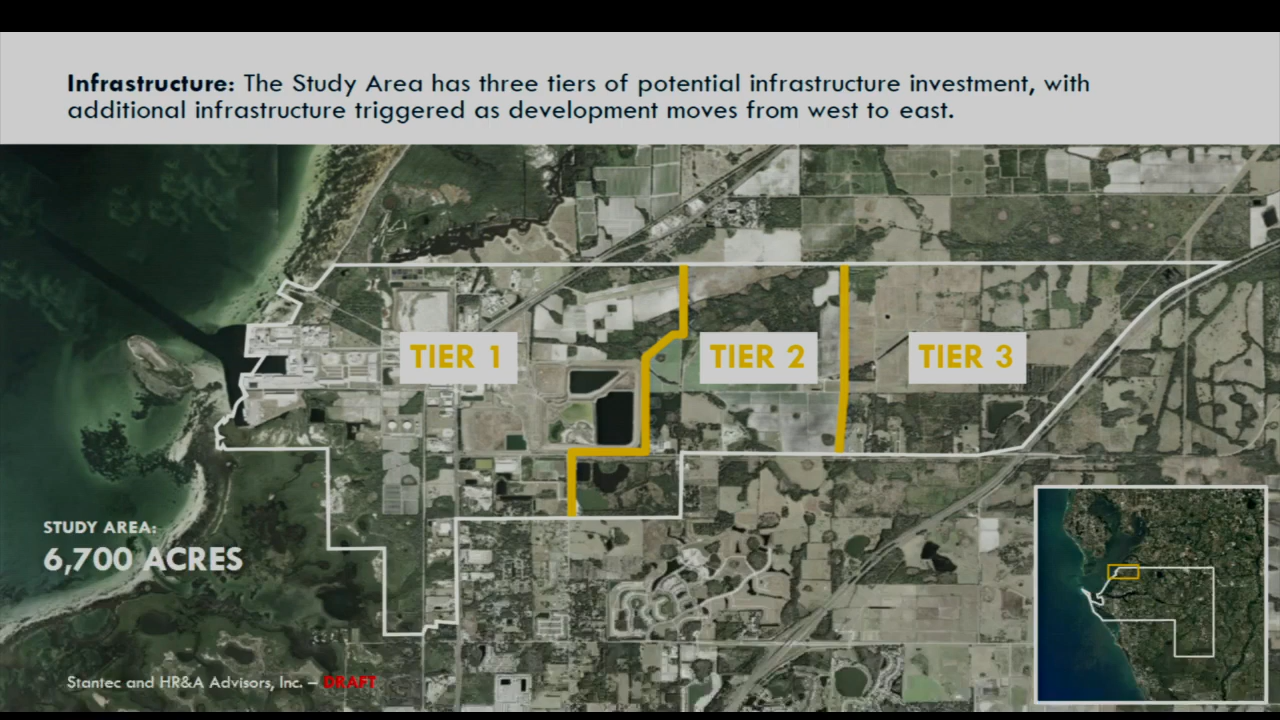 Infrastructure: The Study Area has three tiers of potential infrastructure investment, with
additional infrastructure triggered as development moves from west to east.
TIER 1
TIER 2
TIER 3
STUDY AREA:
6,700 ACRES
Stantec and HR&A Advisors, Inc. – DRAFT